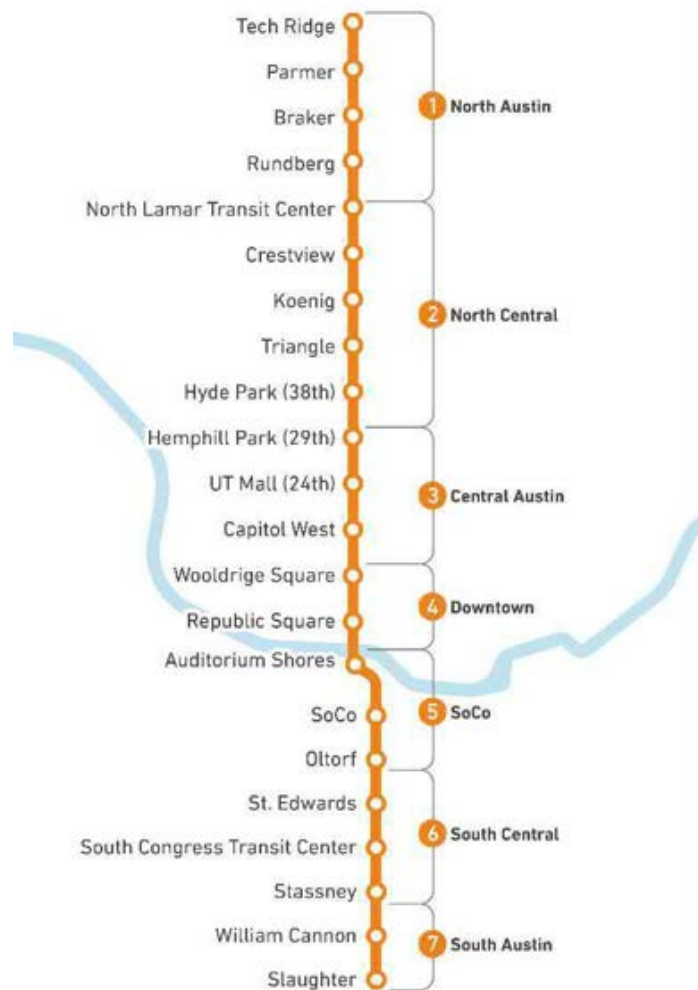 Tech Ridge
Parmer
Braker
Rundberg
North Lamar Transit Center
Crestview
Koenig
Triangle
Hyde Park (38th)
Hemphill Park (29th)
UT Mall (24th)
Capitol West
Wooldrige Square
Republic Square
Auditorium Shores
SoCo
Oltorf
St. Edwards
South Congress Transit Center
Stassney
William Cannon
Slaughter
1 North Austin
2 North Central
3 Central Austin
4 Downtown
5 SoCo
6 South Central
7 South Austin